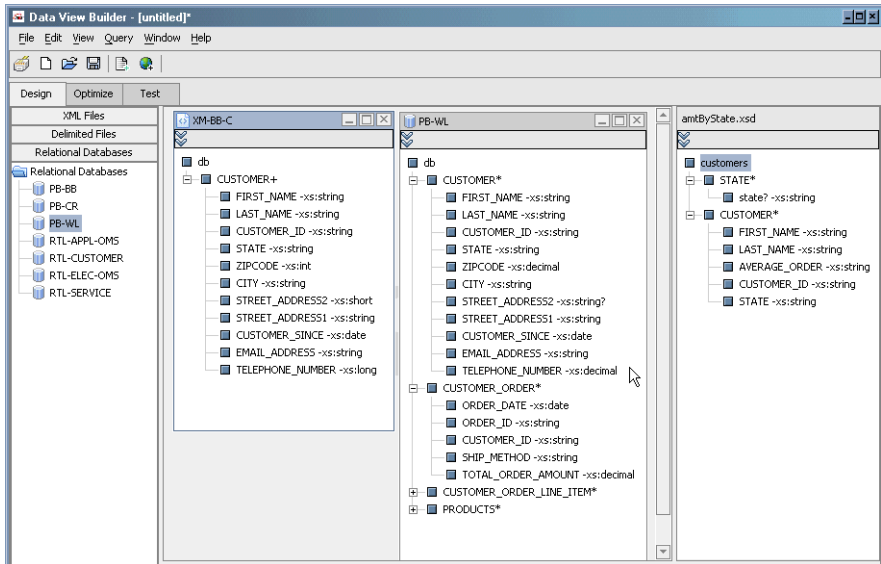 Data View Builder - [untitled]*
File Edit View Query Window Help
Design Optimize Test
XML Files
Delimited Files
Relational Databases
Relational Databases
PB-BB
PB-CR
PB-WL
RTL-APPL-OMS
RTL-CUSTOMER
RTL-ELEC-OMS
RTL-SERVICE
XM-BB-C
db
CUSTOMER+
FIRST_NAME -xs:string
LAST_NAME -xs:string
CUSTOMER_ID -xs:string
STATE -xs:string
ZIPCODE -xs:int
CITY -xs:string
STREET_ADDRESS2 -xs:short
STREET_ADDRESS1 -xs:string
CUSTOMER_SINCE -xs:date
EMAIL_ADDRESS -xs:string
TELEPHONE_NUMBER -xs:long
PB-WL
db
CUSTOMER*
FIRST_NAME -xs:string
LAST_NAME -xs:string
CUSTOMER_ID -xs:string
STATE -xs:string
ZIPCODE -xs:decimal
CITY -xs:string
STREET_ADDRESS2 -xs:string?
STREET_ADDRESS1 -xs:string
CUSTOMER_SINCE -xs:date
EMAIL_ADDRESS -xs:string
TELEPHONE_NUMBER -xs:decimal
CUSTOMER_ORDER*
ORDER_DATE -xs:date
ORDER_ID -xs:string
CUSTOMER_ID -xs:string
SHIP_METHOD -xs:string
TOTAL_ORDER_AMOUNT -xs:decimal
CUSTOMER_ORDER_LINE_ITEM*
PRODUCTS*
amtByState.xsd
customers
STATE*
state? -xs:string
CUSTOMER*
FIRST_NAME -xs:string
LAST_NAME -xs:string
AVERAGE_ORDER -xs:string
CUSTOMER_ID -xs:string
STATE -xs:string